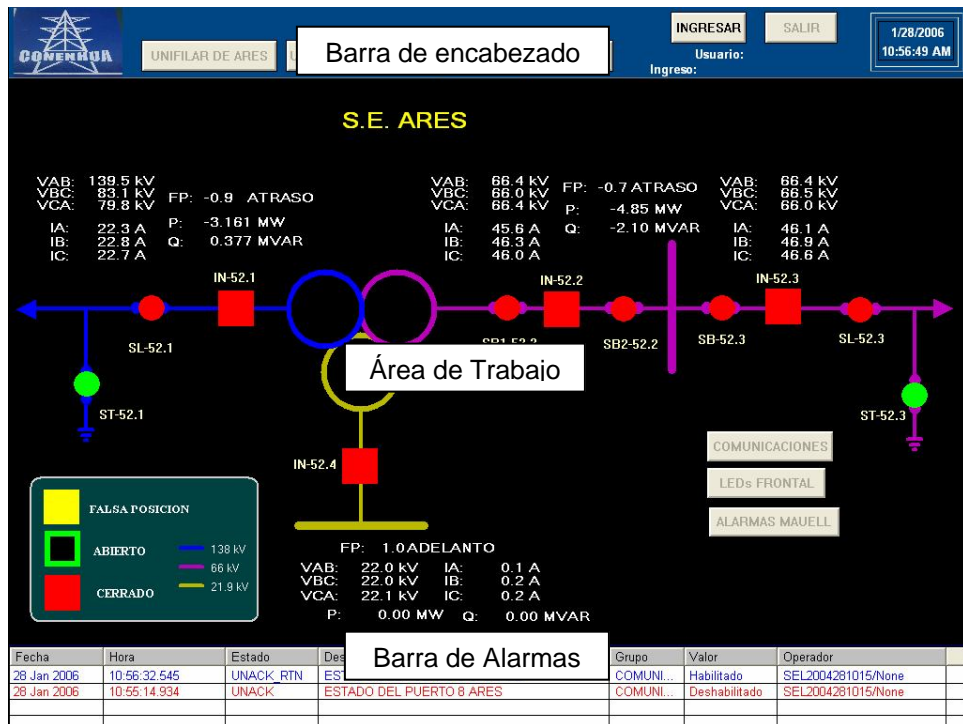 CONENHUA
UNIFILAR DE ARES
Barra de encabezado
INGRESAR
SALIR
Usuario:
Ingreso:
1/28/2006
10:56:49 AM
S.E. ARES
VAB: 139.5 kV
VBC: 83.1 kV
VCA: 79.8 kV
IA: 22.3 A
IB: 22.8 A
IC: 22.7 A
FP: -0.9 ATRASO
P: -3.161 MW
Q: 0.377 MVAR
VAB: 66.4 kV
VBC: 66.0 kV
VCA: 66.4 kV
IA: 45.6 A
IB: 46.3 A
IC: 46.0 A
FP: -0.7 ATRASO
P: -4.85 MW
Q: -2.10 MVAR
VAB: 66.4 kV
VBC: 66.5 kV
VCA: 66.0 kV
IA: 46.1 A
IB: 46.9 A
IC: 46.6 A
IN-52.1
IN-52.2
IN-52.3
SL-52.1
SB2-52.2
SB-52.3
SL-52.3
Área de Trabajo
ST-52.1
ST-52.3
IN-52.4
COMUNICACIONES
LEDs FRONTAL
ALARMAS MAUELL
FALSA POSICION
ABIERTO
CERRADO
138 kV
66 kV
21.9 kV
FP: 1.0 ADELANTO
VAB: 22.0 kV IA: 0.1 A
VBC: 22.0 kV IB: 0.2 A
VCA: 22.1 kV IC: 0.2 A
P: 0.00 MW Q: 0.00 MVAR
Barra de Alarmas
Fecha Hora Estado Grupo Valor Operador
28 Jan 2006 10:56:32.545 UNACK_RTN COMUNI... Habilitado SEL2004281015/None
28 Jan 2006 10:55:14.934 UNACK ESTADO DEL PUERTO 8 ARES COMUNI... Deshabilitado SEL2004281015/None